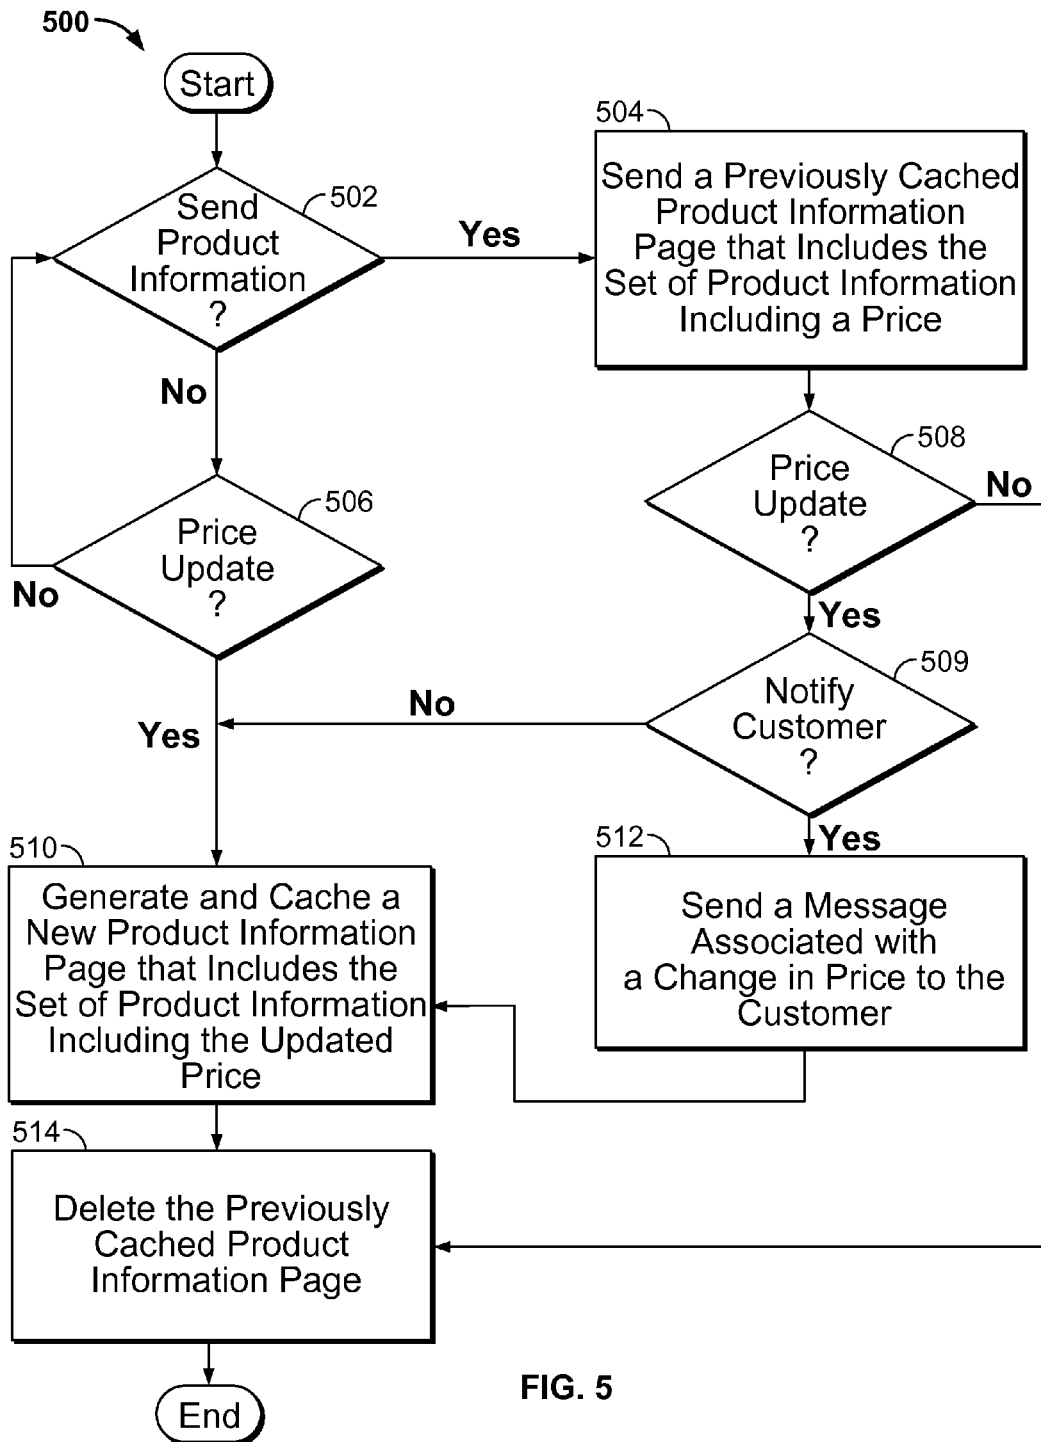 500
Start
502
Send
Product
Information
?
Yes
No
504
Send a Previously Cached
Product Information
Page that Includes the
Set of Product Information
Including a Price
506
Price
Update
?
No
Yes
508
Price
Update
?
No
Yes
509
Notify
Customer
?
No
Yes
510
Generate and Cache a
New Product Information
Page that Includes the
Set of Product Information
Including the Updated
Price
512
Send a Message
Associated with
a Change in Price to the
Customer
514
Delete the Previously
Cached Product
Information Page
End
FIG. 5